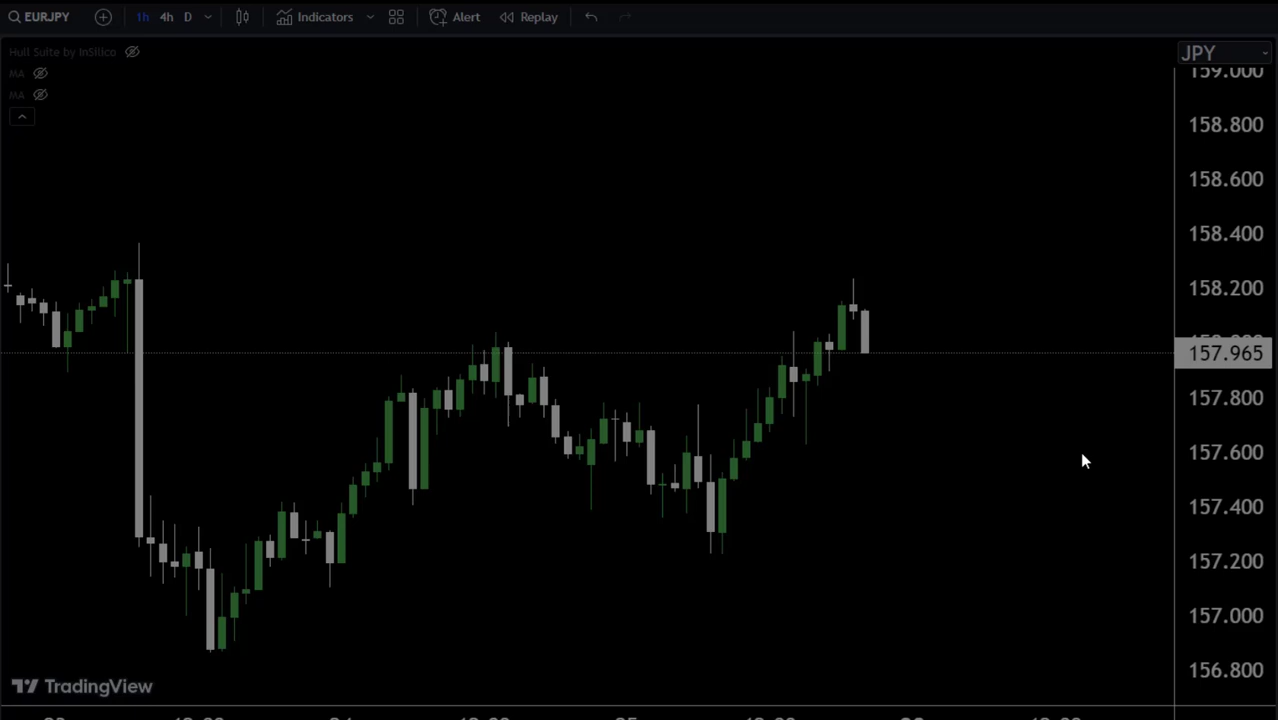 EURJPY 1h 4h D Indicators Alert Replay
Hull Suite by InSilico
MA
MA
JPY
159.000
158.800
158.600
158.400
158.200
157.965
157.800
157.600
157.400
157.200
157.000
156.800
TradingView